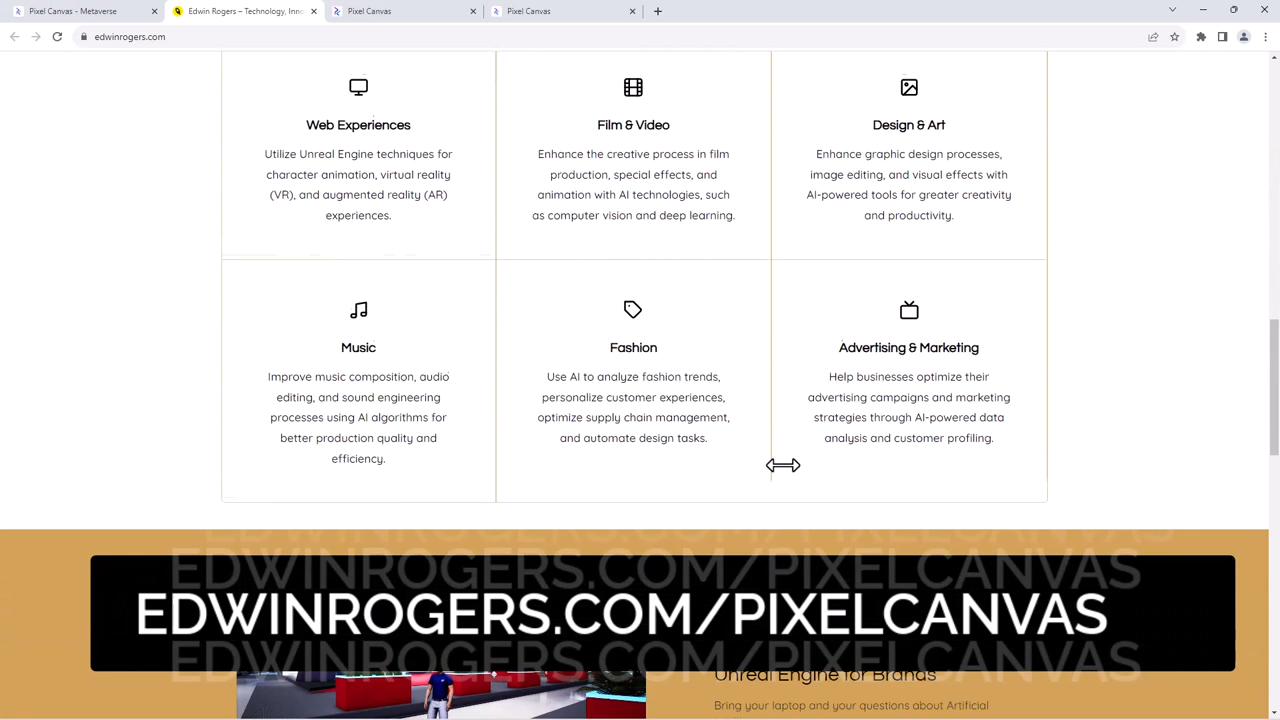 Pixel Canvas - Metaverse
Edwin Rogers – Technology, Inno
Pixel Canvas
Pixel Canvas
edwinrogers.com
Web Experiences
Utilize Unreal Engine techniques for
character animation, virtual reality
(VR), and augmented reality (AR)
experiences.
Film & Video
Enhance the creative process in film
production, special effects, and
animation with AI technologies, such
as computer vision and deep learning.
Design & Art
Enhance graphic design processes,
image editing, and visual effects with
AI-powered tools for greater creativity
and productivity.
Music
Improve music composition, audio
editing, and sound engineering
processes using AI algorithms for
better production quality and
efficiency.
Fashion
Use AI to analyze fashion trends,
personalize customer experiences,
optimize supply chain management,
and automate design tasks.
Advertising & Marketing
Help businesses optimize their
advertising campaigns and marketing
strategies through AI-powered data
analysis and customer profiling.
EDWINROGERS.COM/PIXELCANVAS
EDWINROGERS.COM/PIXELCANVAS
EDWINROGERS.COM/PIXELCANVAS
Unreal Engine for Brands
Bring your laptop and your questions about Artificial